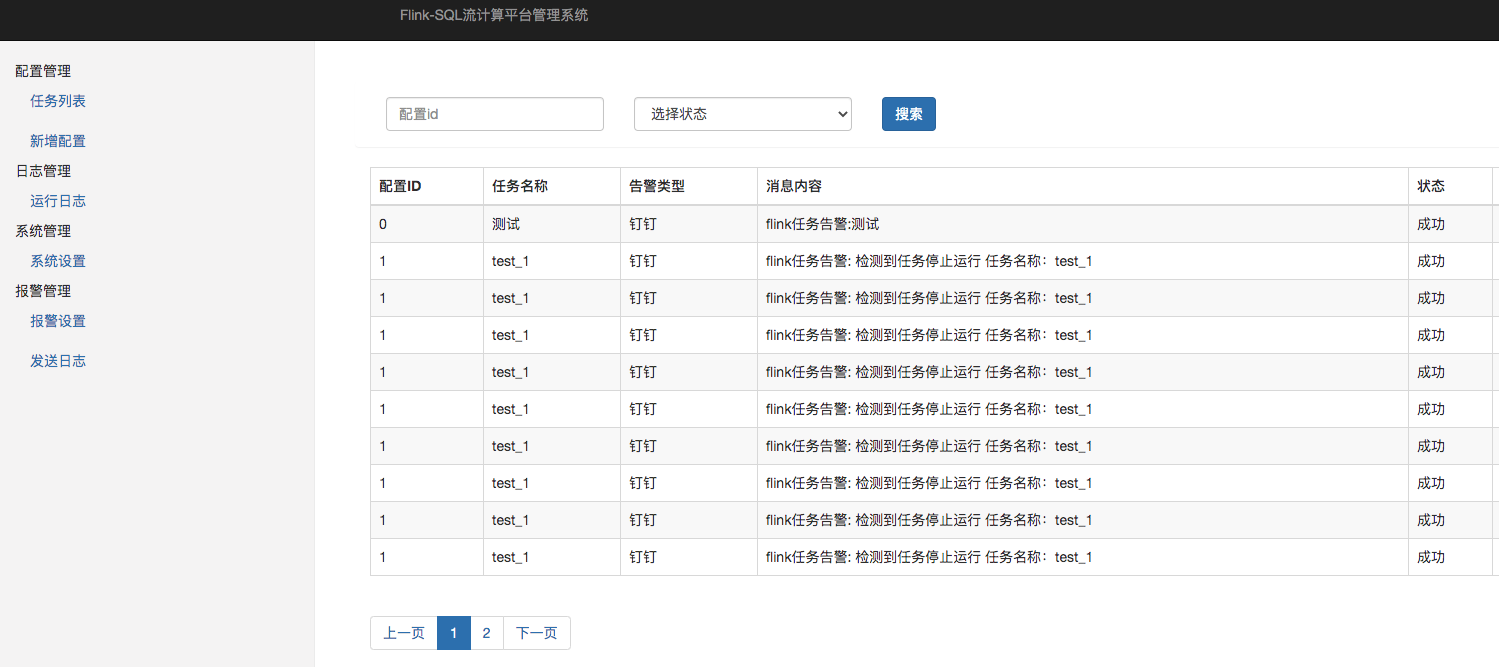 Flink-SQL流计算平台管理系统
配置管理
任务列表
新增配置
日志管理
运行日志
系统管理
系统设置
报警管理
报警设置
发送日志
配置id 选择状态 搜索
配置ID 任务名称 告警类型 消息内容 状态
0 测试 钉钉 flink任务告警:测试 成功
1 test_1 钉钉 flink任务告警: 检测到任务停止运行 任务名称：test_1 成功
1 test_1 钉钉 flink任务告警: 检测到任务停止运行 任务名称：test_1 成功
1 test_1 钉钉 flink任务告警: 检测到任务停止运行 任务名称：test_1 成功
1 test_1 钉钉 flink任务告警: 检测到任务停止运行 任务名称：test_1 成功
1 test_1 钉钉 flink任务告警: 检测到任务停止运行 任务名称：test_1 成功
1 test_1 钉钉 flink任务告警: 检测到任务停止运行 任务名称：test_1 成功
1 test_1 钉钉 flink任务告警: 检测到任务停止运行 任务名称：test_1 成功
1 test_1 钉钉 flink任务告警: 检测到任务停止运行 任务名称：test_1 成功
1 test_1 钉钉 flink任务告警: 检测到任务停止运行 任务名称：test_1 成功
上一页 1 2 下一页